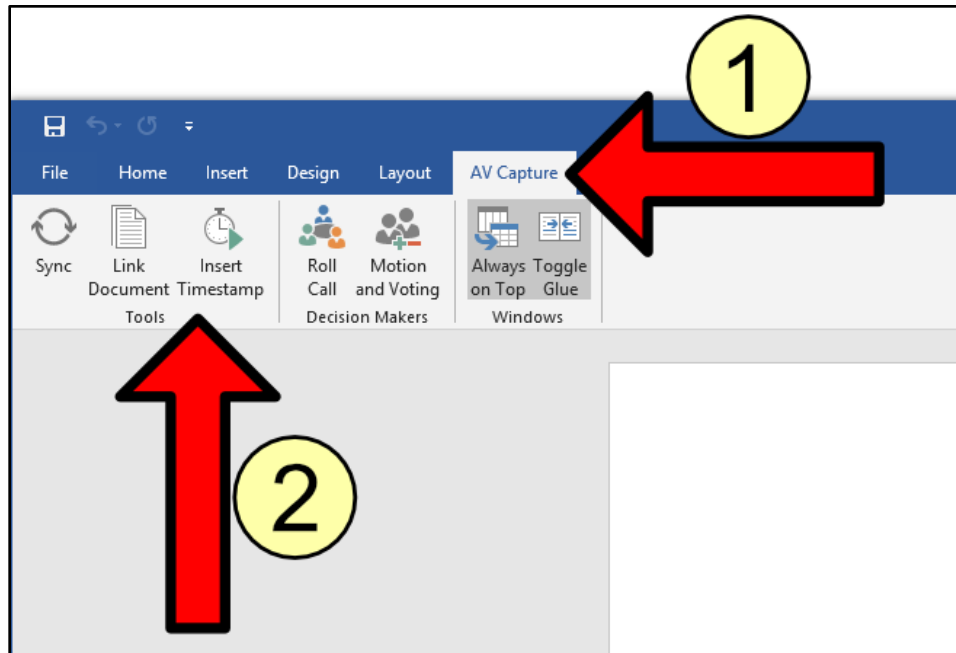 1
File Home Insert Design Layout AV Capture
Sync Link Document Insert Timestamp Roll Call Motion and Voting Always on Top Toggle Glue
Tools Decision Makers Windows
2